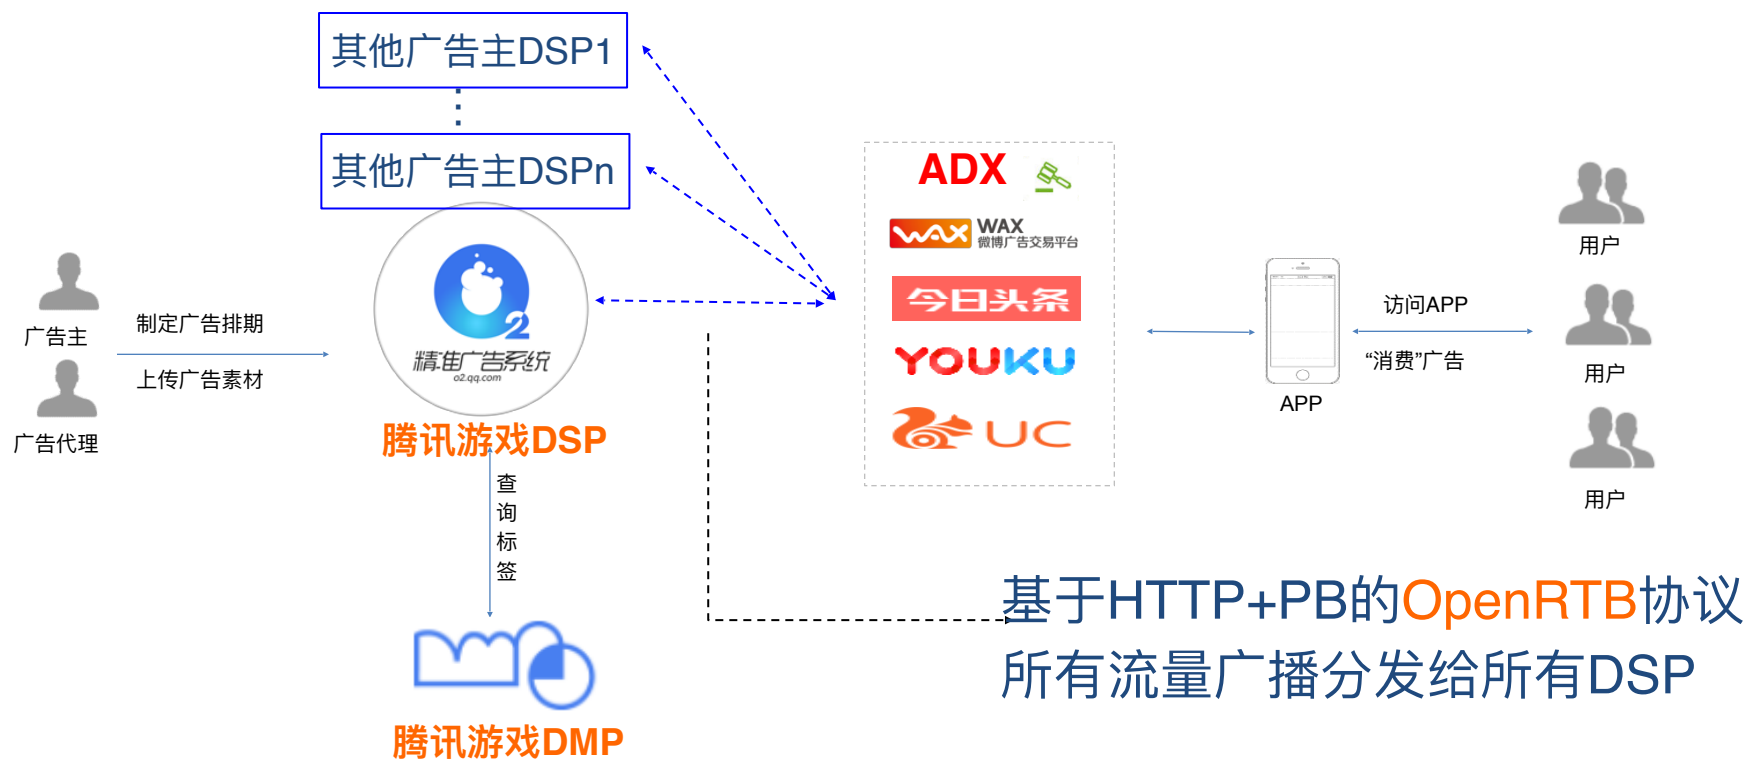 其他广告主DSP1
其他广告主DSPn
广告主
广告代理
制定广告排期
上传广告素材
O2
精准广告系统
o2.qq.com
腾讯游戏DSP
查
询
标
签
腾讯游戏DMP
ADX
WAX
WAX
微博广告交易平台
今日头条
YOUKU
UC
APP
访问APP
“消费”广告
用户
用户
用户
基于HTTP+PB的OpenRTB协议
所有流量广播分发给所有DSP